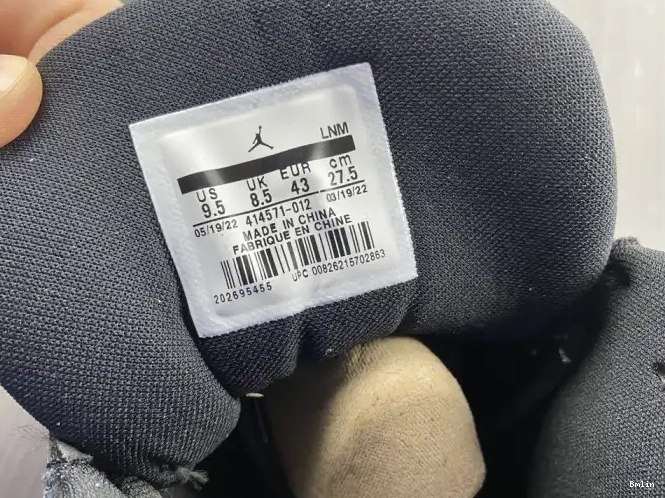 LNM
US UK EUR cm
9.5 8.5 43 27.5
05/19/22 414571-012 03/19/22
MADE IN CHINA
FABRIQUE EN CHINE
202695455 UPC 00826215702863
Bmlin